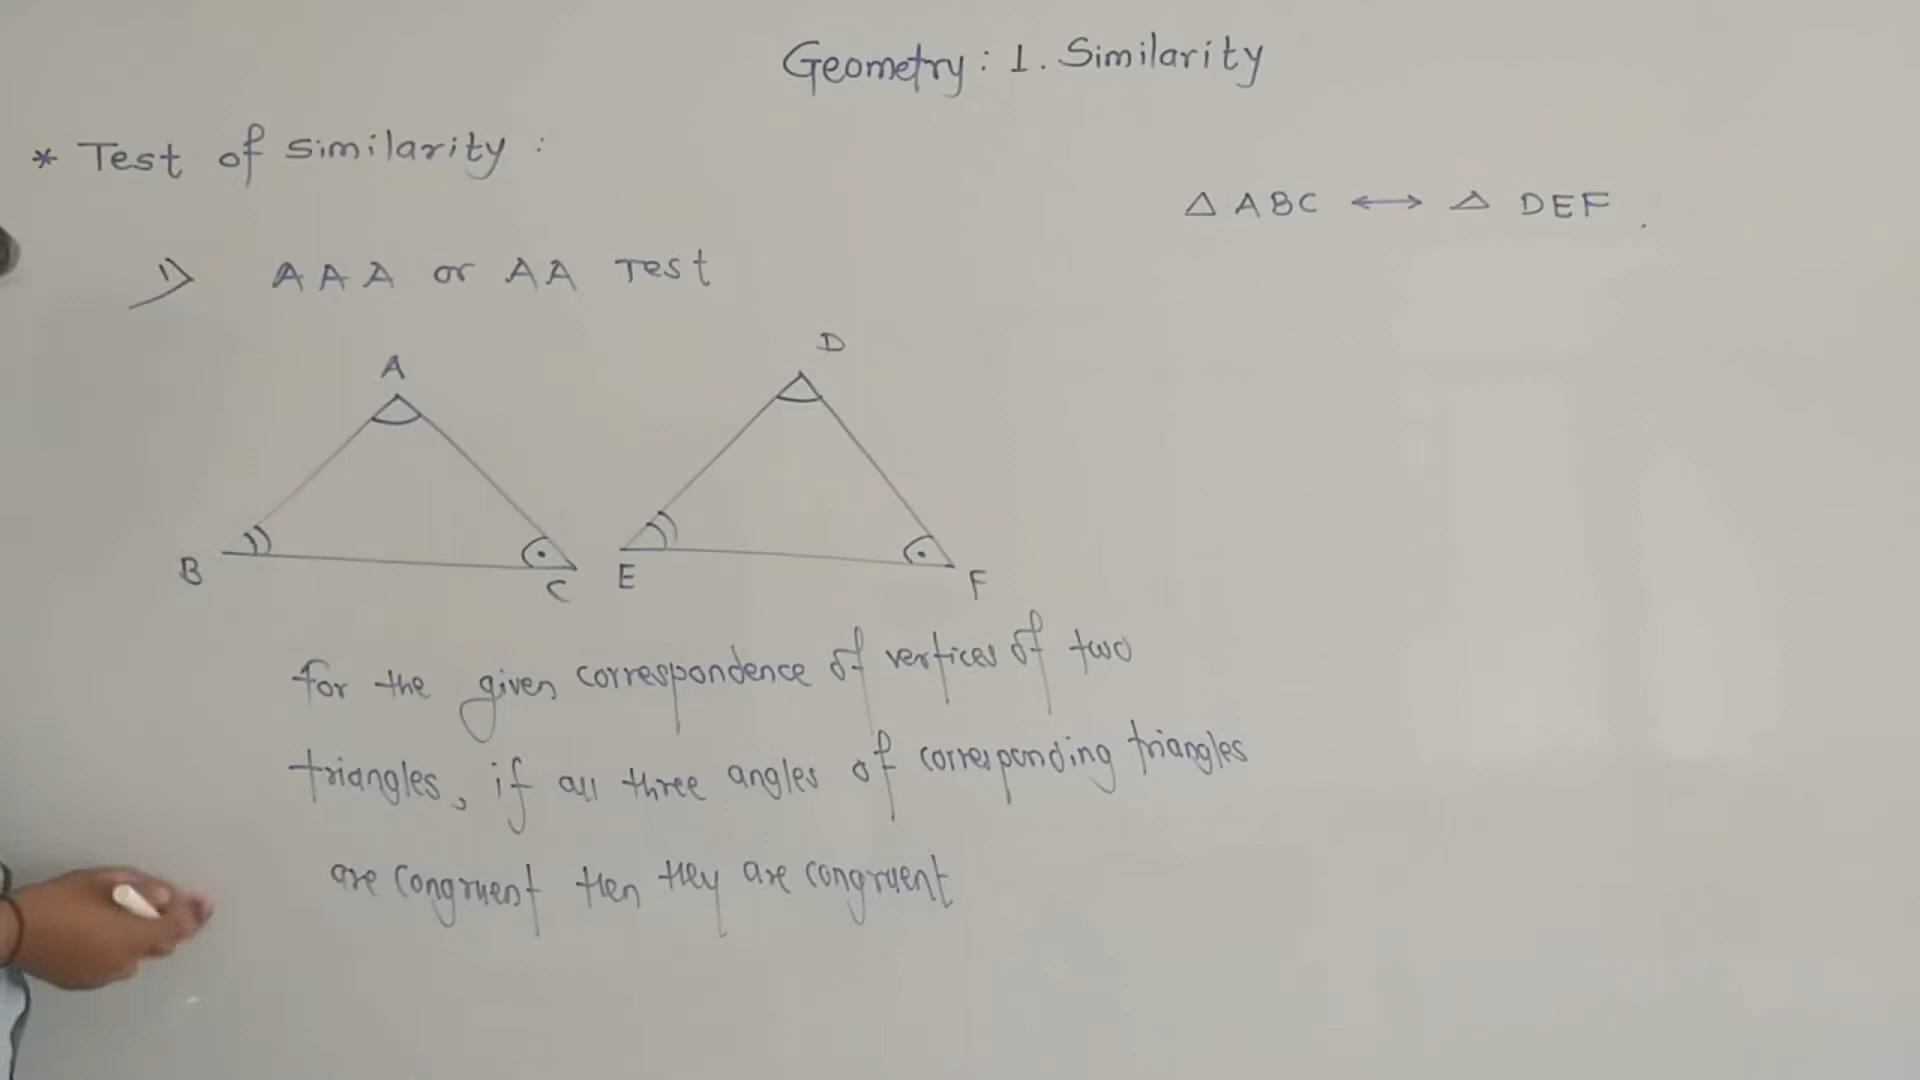 Geometry: 1. Similarity
* Test of similarity :
△ ABC ↔ △ DEF .
1) AAA or AA Test
A
D
B
C
E
F
for the given correspondence of vertices of two
triangles, if all three angles of corresponding triangles
are congruent then they are congruent